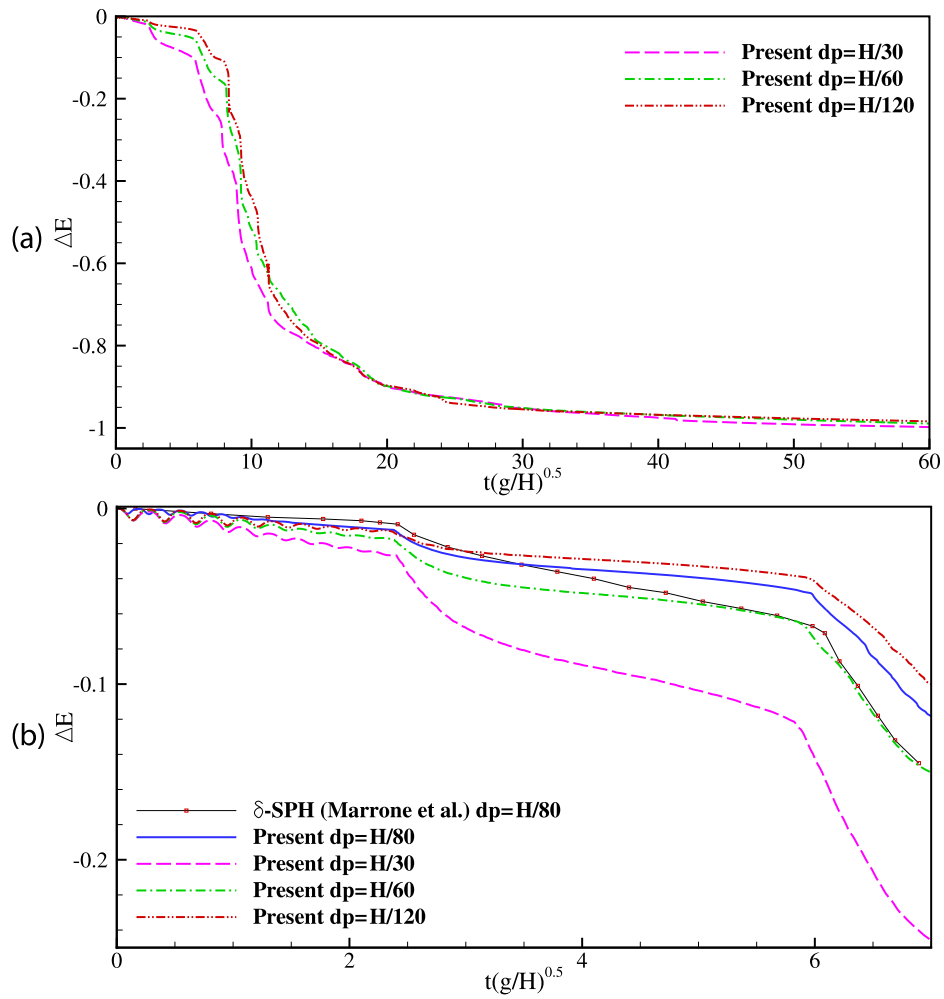 0
-0.2
-0.4
-0.6
-0.8
-1
(a)
ΔE
Present dp=H/30
Present dp=H/60
Present dp=H/120
0 10 20 30 40 50 60
t(g/H)^0.5
0
-0.1
-0.2
(b)
ΔE
δ-SPH (Marrone et al.) dp=H/80
Present dp=H/80
Present dp=H/30
Present dp=H/60
Present dp=H/120
0 2 4 6
t(g/H)^0.5